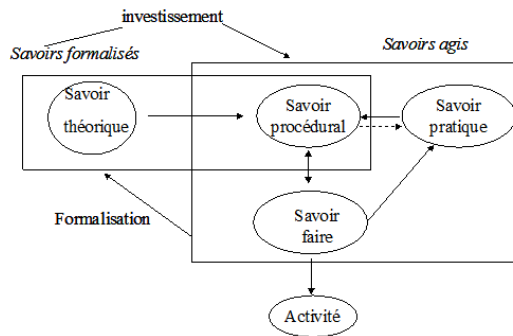 investissement
Savoirs formalisés
Savoirs agis
Savoir
théorique
Savoir
procédural
Savoir
pratique
Formalisation
Savoir
faire
Activité